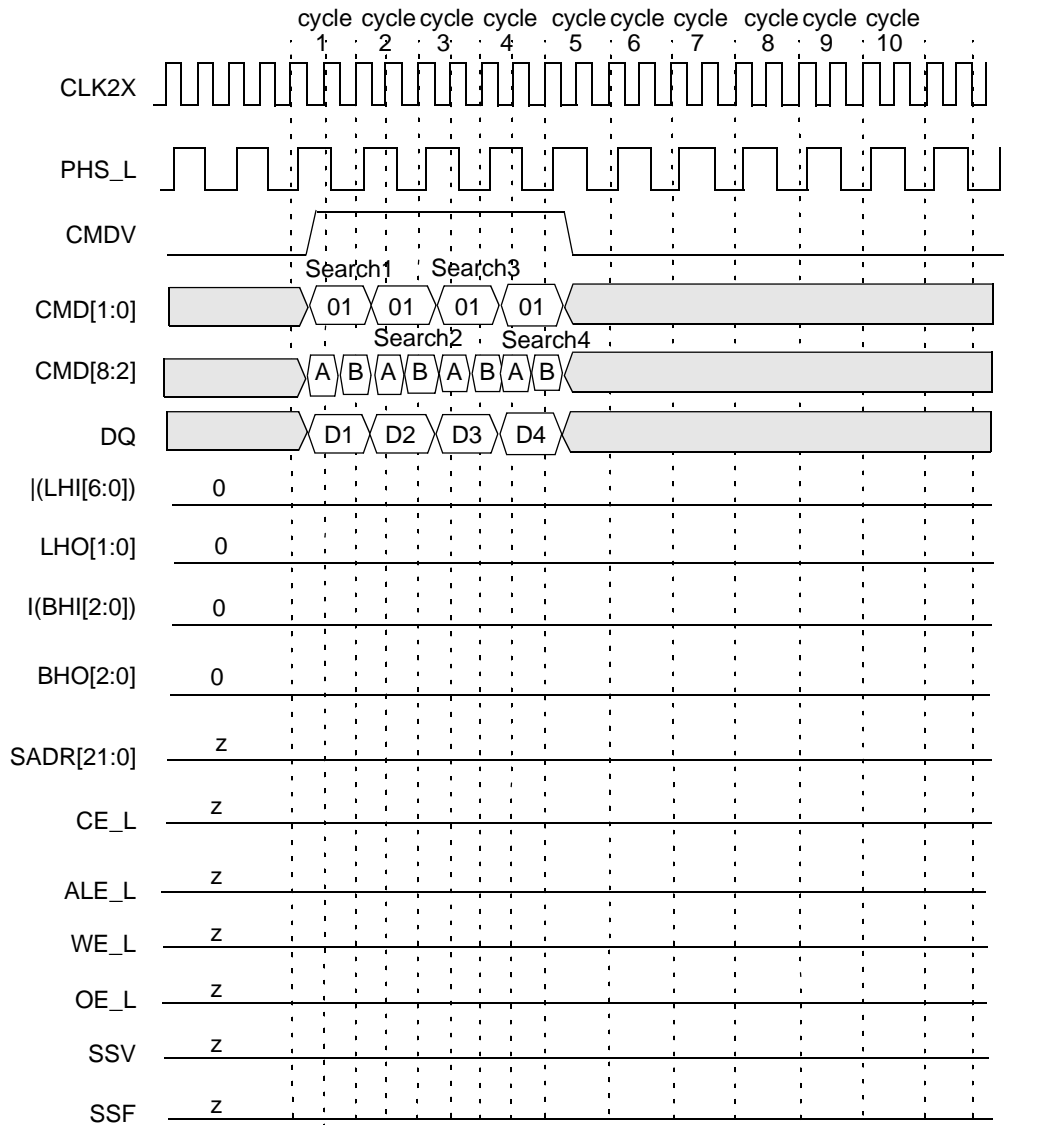 cycle cycle cycle cycle cycle cycle cycle cycle cycle cycle
1 2 3 4 5 6 7 8 9 10
CLK2X
PHS_L
CMDV
Search1 Search3
CMD[1:0] 01 01 01 01
Search2 Search4
CMD[8:2] A B A B A B A B
DQ D1 D2 D3 D4
|(LHI[6:0]) 0
LHO[1:0] 0
I(BHI[2:0]) 0
BHO[2:0] 0
SADR[21:0] z
CE_L z
ALE_L z
WE_L z
OE_L z
SSV z
SSF z